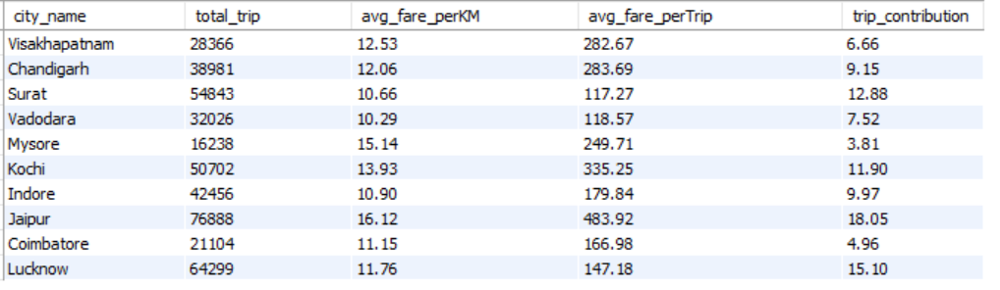 city_name total_trip avg_fare_perKM avg_fare_perTrip trip_contribution
Visakhapatnam 28366 12.53 282.67 6.66
Chandigarh 38981 12.06 283.69 9.15
Surat 54843 10.66 117.27 12.88
Vadodara 32026 10.29 118.57 7.52
Mysore 16238 15.14 249.71 3.81
Kochi 50702 13.93 335.25 11.90
Indore 42456 10.90 179.84 9.97
Jaipur 76888 16.12 483.92 18.05
Coimbatore 21104 11.15 166.98 4.96
Lucknow 64299 11.76 147.18 15.10